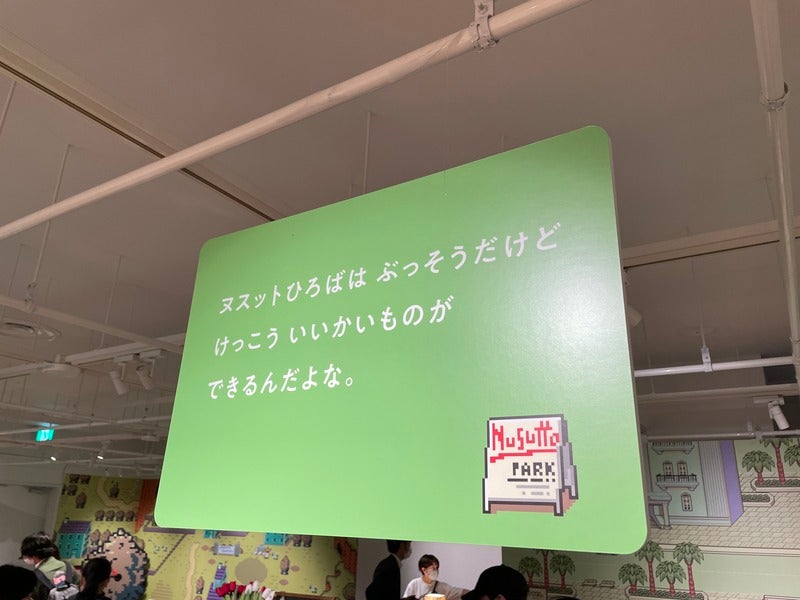 ヌスットひろばは ぶっそうだけど
けっこう いいかいものが
できるんだよな。
Nusutto
PARK